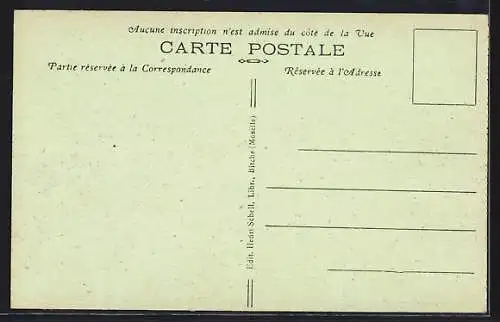 Aucune inscription n'est admise du côté de la Vue
CARTE POSTALE
Partie réservée à la Correspondance
Réservée à l'Adresse
Edit. Henri Schell, Libr., Bitche (Moselle)